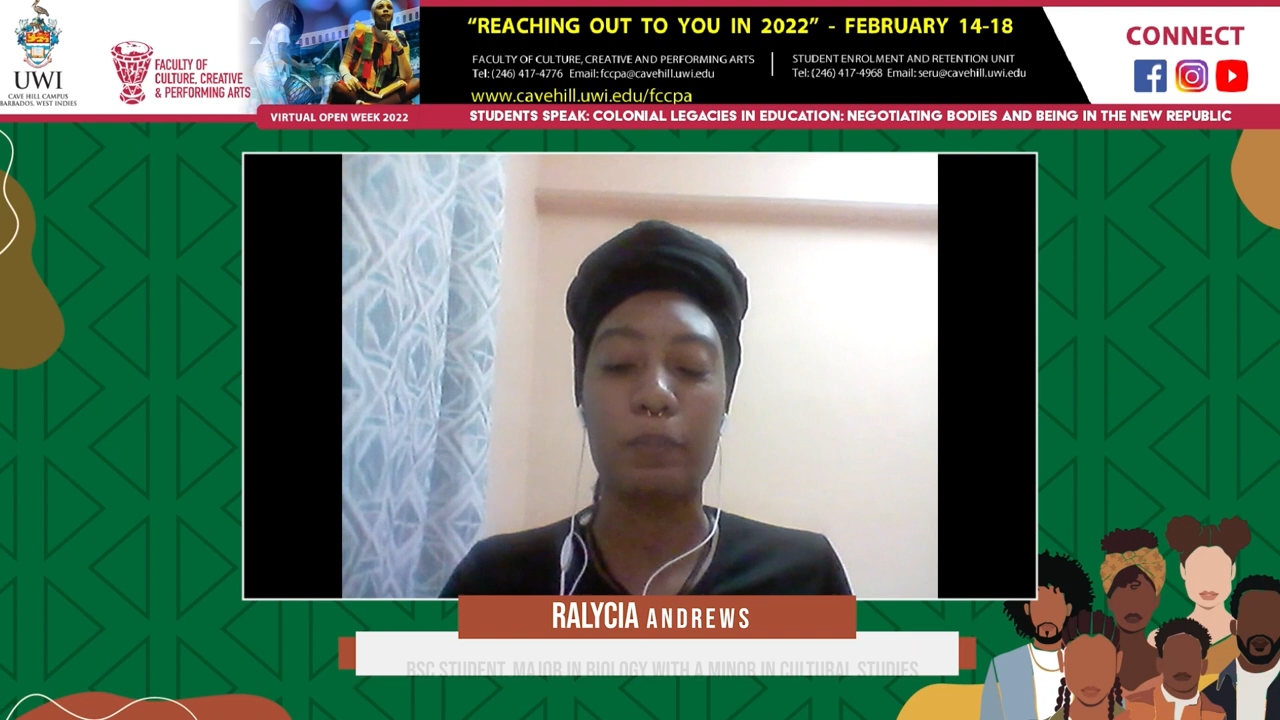 UWI
CAVE HILL CAMPUS
BARBADOS, WEST INDIES
FACULTY OF
CULTURE, CREATIVE
& PERFORMING ARTS
"REACHING OUT TO YOU IN 2022" - FEBRUARY 14-18
FACULTY OF CULTURE, CREATIVE AND PERFORMING ARTS
Tel: (246) 417-4776 Email: fccpa@cavehill.uwi.edu
www.cavehill.uwi.edu/fccpa
STUDENT ENROLMENT AND RETENTION UNIT
Tel: (246) 417-4968 Email: seru@cavehill.uwi.edu
CONNECT
VIRTUAL OPEN WEEK 2022
STUDENTS SPEAK: COLONIAL LEGACIES IN EDUCATION: NEGOTIATING BODIES AND BEING IN THE NEW REPUBLIC
RALYCIA ANDREWS
BSC STUDENT, MAJOR IN BIOLOGY WITH A MINOR IN CULTURAL STUDIES